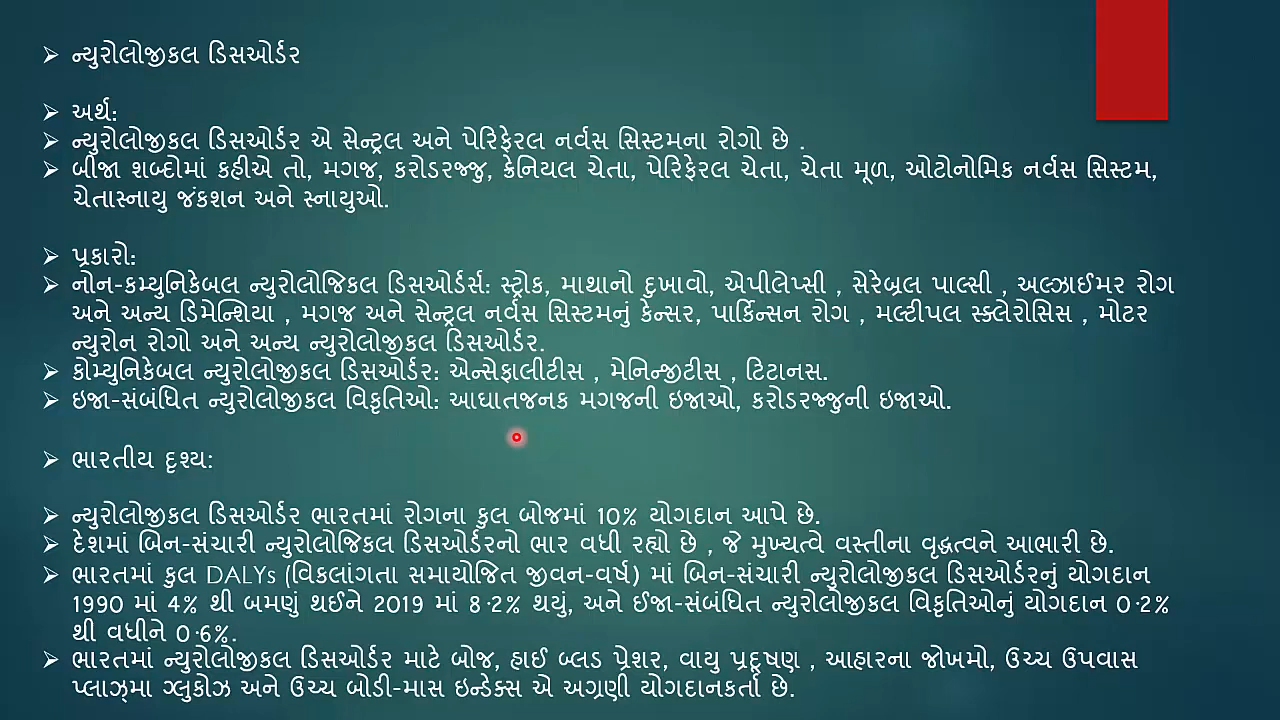 ➤ ન્યુરોલોજીકલ ડિસઓર્ડર
➤ અર્થ:
➤ ન્યુરોલોજીકલ ડિસઓર્ડર એ સેન્ટ્રલ અને પેરિફેરલ નર્વસ સિસ્ટમના રોગો છે .
➤ બીજા શબ્દોમાં કહીએ તો, મગજ, કરોડરજ્જુ, ક્રેનિયલ ચેતા, પેરિફેરલ ચેતા, ચેતા મૂળ, ઓટોનોમિક નર્વસ સિસ્ટમ,
ચેતાસ્નાયુ જંકશન અને સ્નાયુઓ.
➤ પ્રકારો:
➤ નોન-કમ્યુનિકેબલ ન્યુરોલોજિકલ ડિસઓર્ડર્સ: સ્ટ્રોક, માથાનો દુખાવો, એપીલેપ્સી , સેરેબ્રલ પાલ્સી , અલ્ઝાઈમર રોગ
અને અન્ય ડિમેન્શિયા , મગજ અને સેન્ટ્રલ નર્વસ સિસ્ટમનું કેન્સર, પાર્કિન્સન રોગ , મલ્ટીપલ સ્ક્લેરોસિસ , મોટર
ન્યુરોન રોગો અને અન્ય ન્યુરોલોજીકલ ડિસઓર્ડર.
➤ કોમ્યુનિકેબલ ન્યુરોલોજીકલ ડિસઓર્ડર: એન્સેફાલીટીસ , મેનિન્જીટીસ , ટિટાનસ.
➤ ઇજા-સંબંધિત ન્યુરોલોજીકલ વિકૃતિઓ: આઘાતજનક મગજની ઇજાઓ, કરોડરજ્જુની ઇજાઓ.
➤ ભારતીય દૃશ્ય:
➤ ન્યુરોલોજીકલ ડિસઓર્ડર ભારતમાં રોગના કુલ બોજમાં 10% યોગદાન આપે છે.
➤ દેશમાં બિન-સંચારી ન્યુરોલોજિકલ ડિસઓર્ડરનો ભાર વધી રહ્યો છે , જે મુખ્યત્વે વસ્તીના વૃદ્ધત્વને આભારી છે.
➤ ભારતમાં કુલ DALYs (વિકલાંગતા સમાયોજિત જીવન-વર્ષ) માં બિન-સંચારી ન્યુરોલોજીકલ ડિસઓર્ડરનું યોગદાન
1990 માં 4% થી બમણું થઈને 2019 માં 8·2% થયું, અને ઈજા-સંબંધિત ન્યુરોલોજીકલ વિકૃતિઓનું યોગદાન 0·2%
થી વધીને 0·6%.
➤ ભારતમાં ન્યુરોલોજીકલ ડિસઓર્ડર માટે બોજ, હાઈ બ્લડ પ્રેશર, વાયુ પ્રદૂષણ , આહારના જોખમો, ઉચ્ચ ઉપવાસ
પ્લાઝ્મા ગ્લુકોઝ અને ઉચ્ચ બોડી-માસ ઇન્ડેક્સ એ અગ્રણી યોગદાનકર્તા છે.